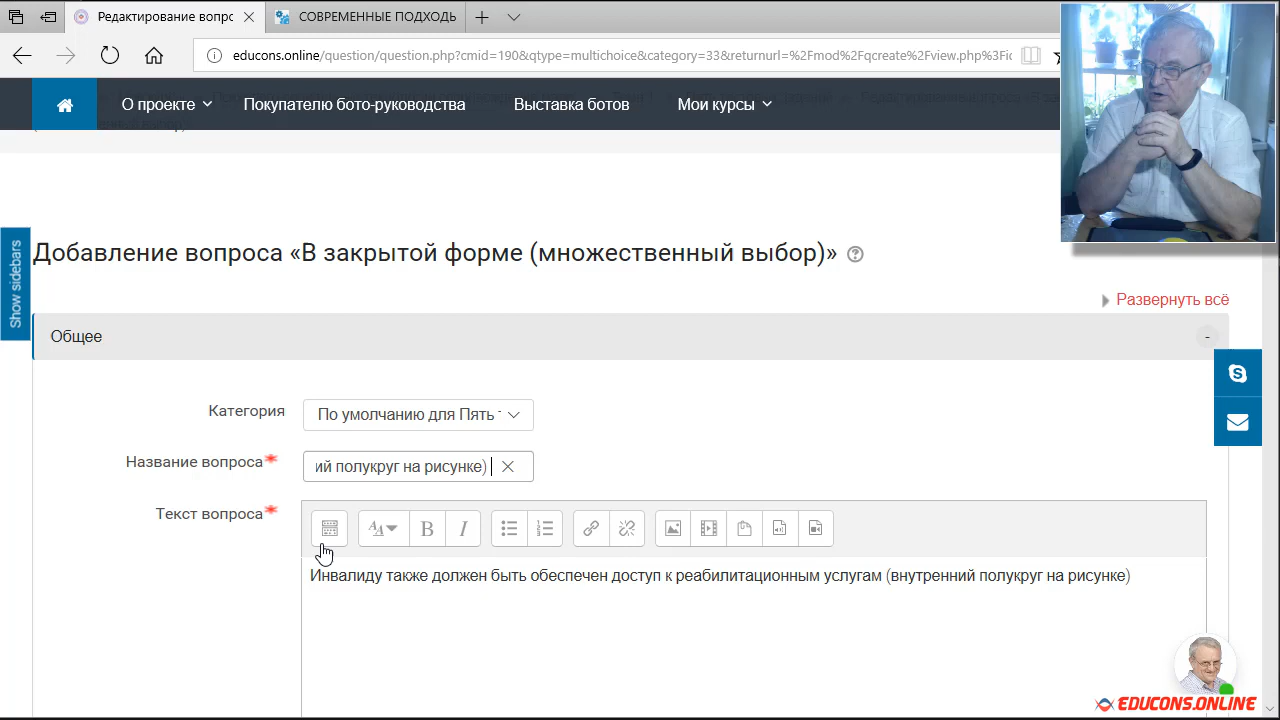 Редактирование вопрс
СОВРЕМЕННЫЕ ПОДХОДЬ
educons.online/question/question.php?cmid=190&qtype=multichoice&category=33&returnurl=%2Fmod%2Fqcreate%2Fview.php%3Fic
О проекте
Покупателю бото-руководства
Выставка ботов
Мои курсы
Show sidebars
Добавление вопроса «В закрытой форме (множественный выбор)»
Развернуть всё
Общее
-
Категория
По умолчанию для Пять
Название вопроса
ий полукруг на рисунке)
Текст вопроса
B I
Инвалиду также должен быть обеспечен доступ к реабилитационным услугам (внутренний полукруг на рисунке)
EDUCONS.ONLINE